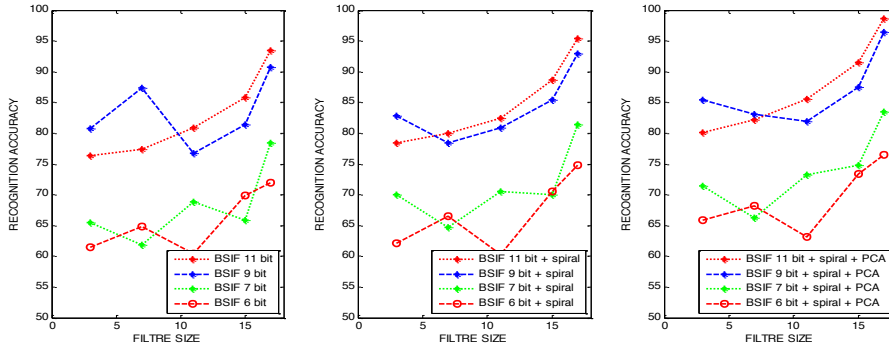 100
95
90
85
80
75
70
65
60
55
50
RECOGNITION ACCURACY
0 5 10 15
FILTRE SIZE
BSIF 11 bit
BSIF 9 bit
BSIF 7 bit
BSIF 6 bit
100
95
90
85
80
75
70
65
60
55
50
RECOGNITION ACCURACY
0 5 10 15
FILTRE SIZE
BSIF 11 bit + spiral
BSIF 9 bit + spiral
BSIF 7 bit + spiral
BSIF 6 bit + spiral
100
95
90
85
80
75
70
65
60
55
50
RECOGNITION ACCURACY
0 5 10 15
FILTRE SIZE
BSIF 11 bit + spiral + PCA
BSIF 9 bit + spiral + PCA
BSIF 7 bit + spiral + PCA
BSIF 6 bit + spiral + PCA